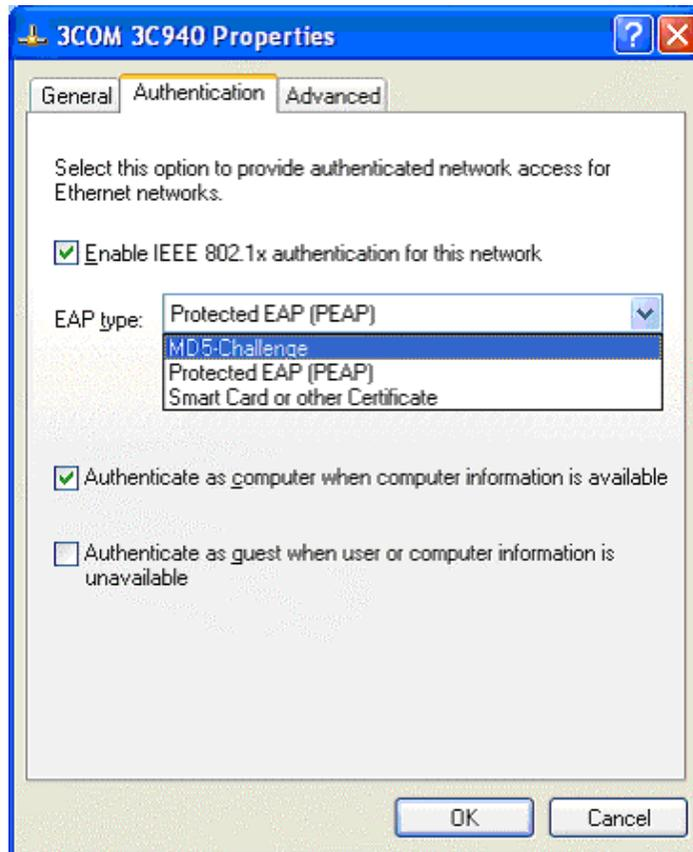 3COM 3C940 Properties
General Authentication Advanced
Select this option to provide authenticated network access for
Ethernet networks.
Enable IEEE 802.1x authentication for this network
EAP type: Protected EAP (PEAP)
MD5-Challenge
Protected EAP (PEAP)
Smart Card or other Certificate
Authenticate as computer when computer information is available
Authenticate as guest when user or computer information is
unavailable
OK Cancel